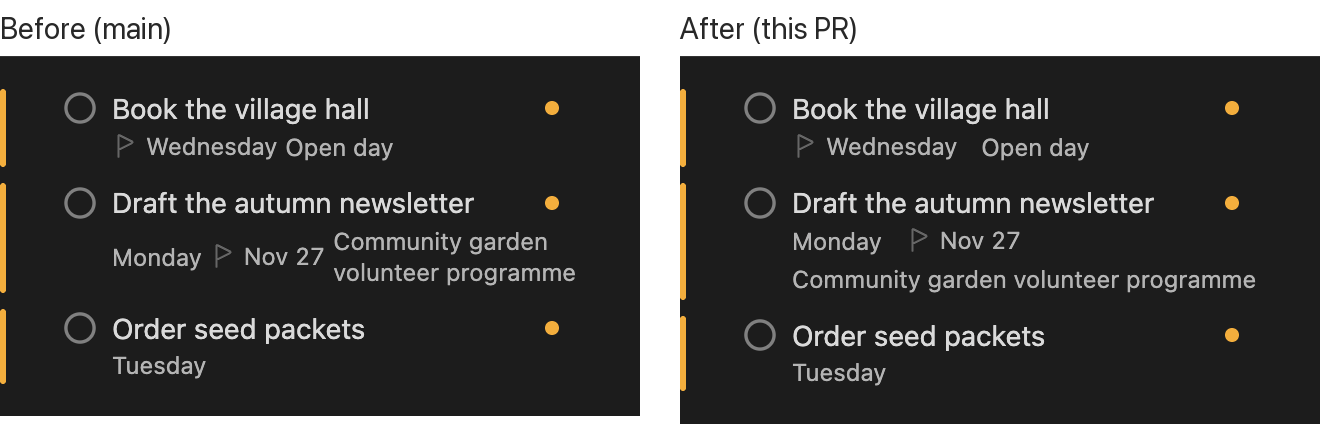 Before (main)
Book the village hall
Wednesday Open day
Draft the autumn newsletter
Monday Nov 27 Community garden
volunteer programme
Order seed packets
Tuesday
After (this PR)
Book the village hall
Wednesday Open day
Draft the autumn newsletter
Monday Nov 27
Community garden volunteer programme
Order seed packets
Tuesday